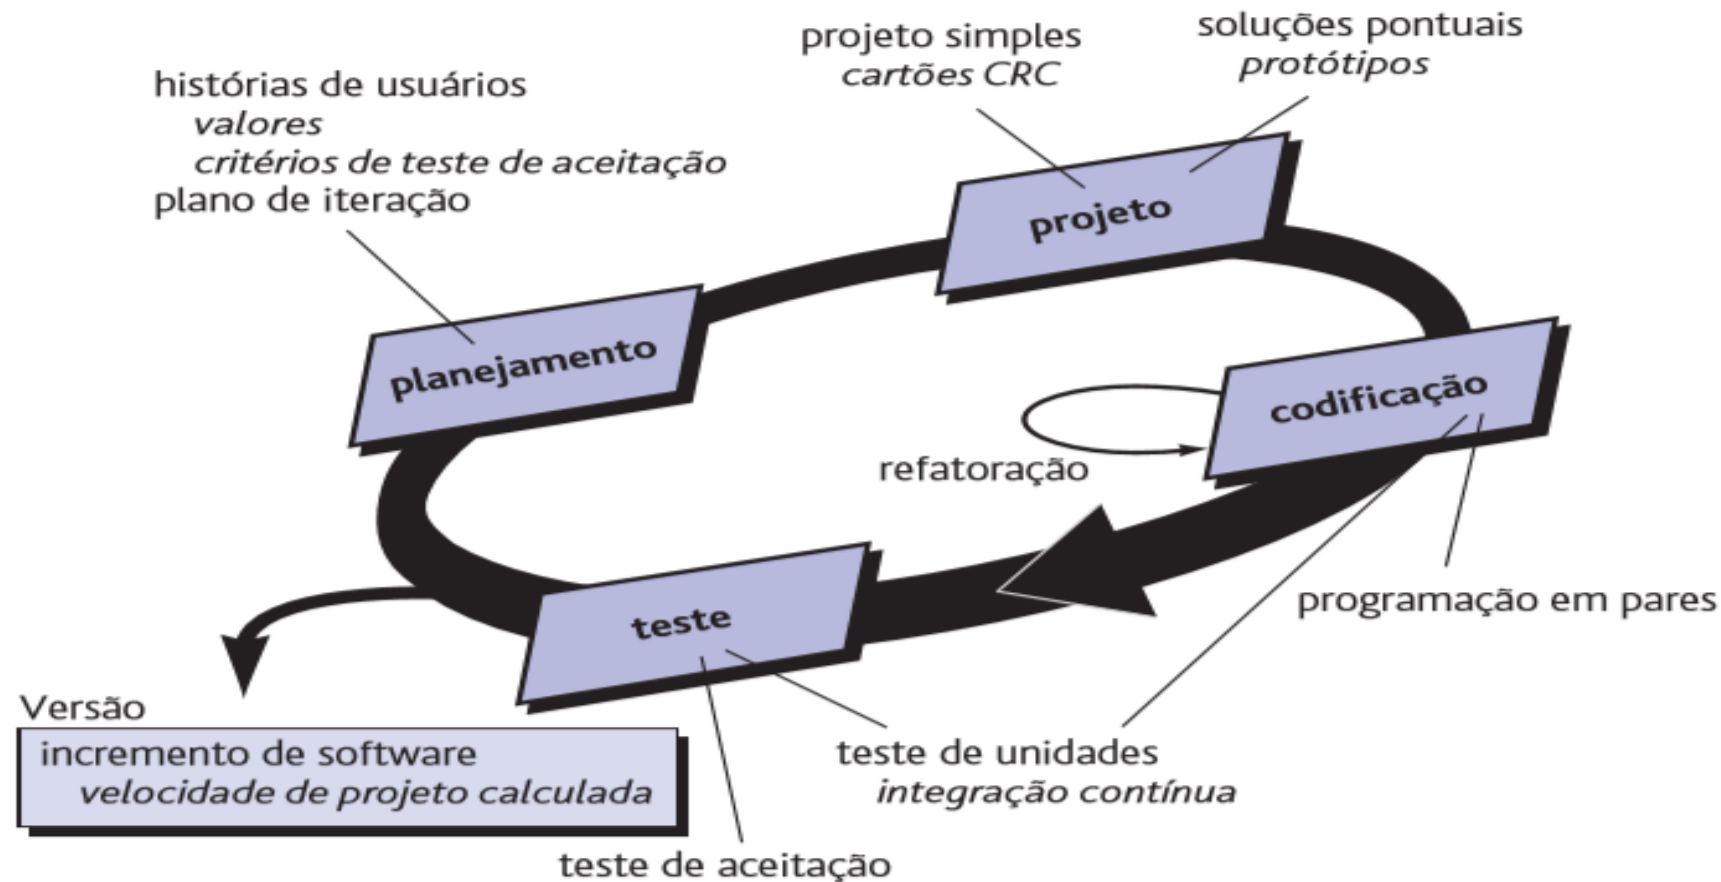 projeto simples
cartões CRC
soluções pontuais
protótipos
histórias de usuários
valores
critérios de teste de aceitação
plano de iteração
projeto
planejamento
codificação
refatoração
programação em pares
teste
Versão
incremento de software
velocidade de projeto calculada
teste de unidades
integração contínua
teste de aceitação